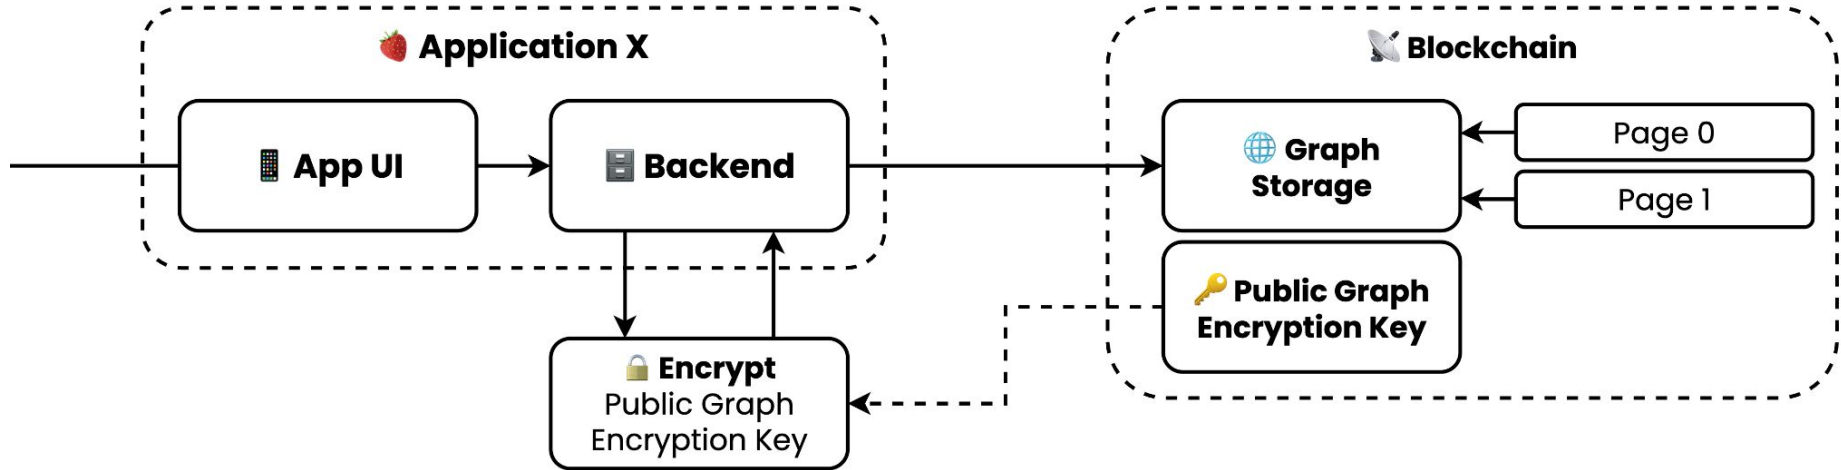 Application X
App UI
Backend
Encrypt
Public Graph
Encryption Key
Blockchain
Graph
Storage
Page 0
Page 1
Public Graph
Encryption Key